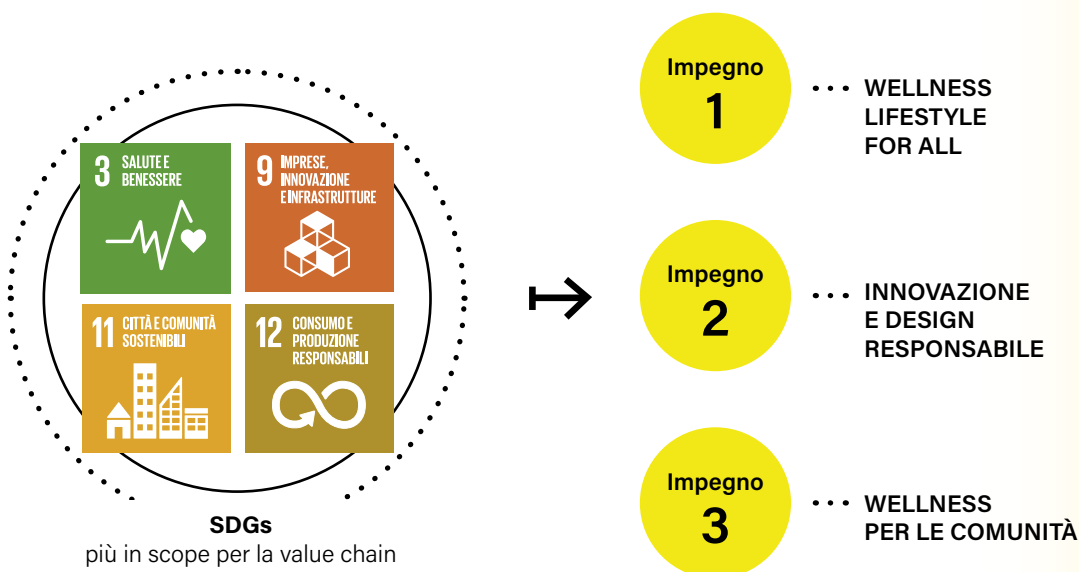 3 SALUTE E
BENESSERE
9 IMPRESE,
INNOVAZIONE
E INFRASTRUTTURE
11 CITTÀ E COMUNITÀ
SOSTENIBILI
12 CONSUMO E
PRODUZIONE
RESPONSABILI
SDGs
più in scope per la value chain
Impegno
1
WELLNESS
LIFESTYLE
FOR ALL
Impegno
2
INNOVAZIONE
E DESIGN
RESPONSABILE
Impegno
3
WELLNESS
PER LE COMUNITÀ